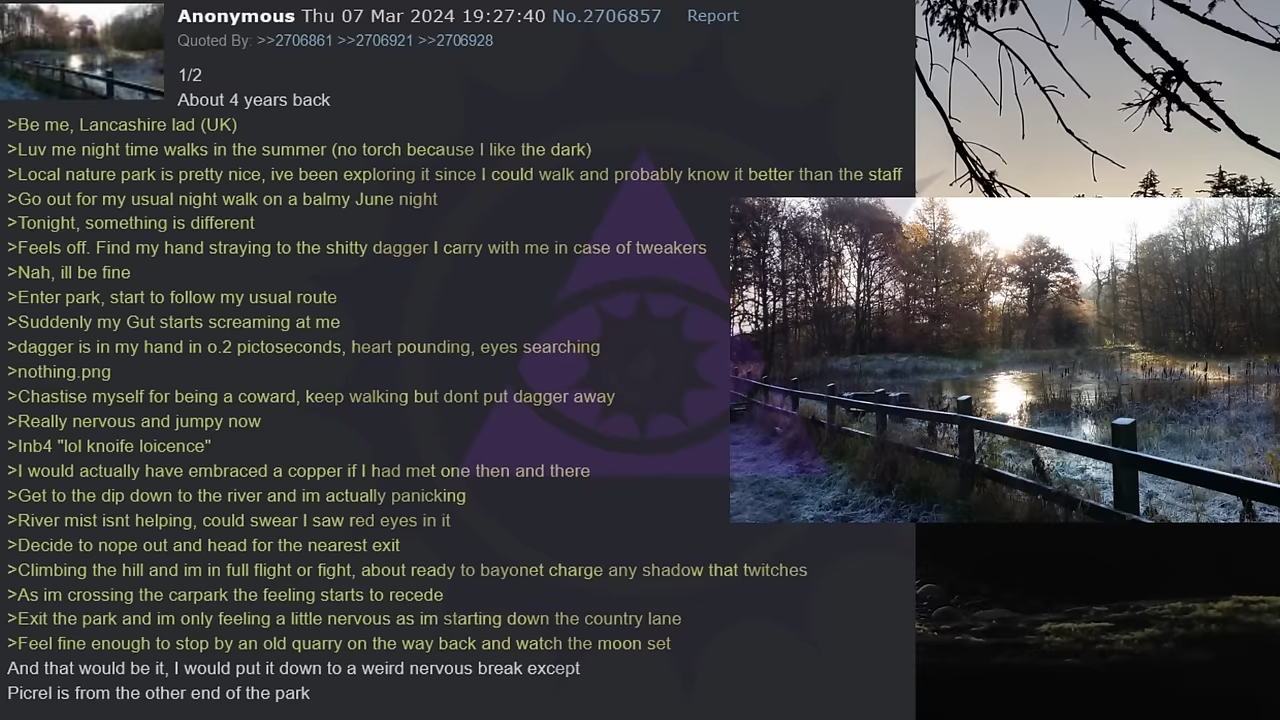 Anonymous Thu 07 Mar 2024 19:27:40 No.2706857 Report
Quoted By: >>2706861 >>2706921 >>2706928
1/2
About 4 years back
>Be me, Lancashire lad (UK)
>Luv me night time walks in the summer (no torch because I like the dark)
>Local nature park is pretty nice, ive been exploring it since I could walk and probably know it better than the staff
>Go out for my usual night walk on a balmy June night
>Tonight, something is different
>Feels off. Find my hand straying to the shitty dagger I carry with me in case of tweakers
>Nah, ill be fine
>Enter park, start to follow my usual route
>Suddenly my Gut starts screaming at me
>dagger is in my hand in o.2 pictoseconds, heart pounding, eyes searching
>nothing.png
>Chastise myself for being a coward, keep walking but dont put dagger away
>Really nervous and jumpy now
>Inb4 "lol knoife loicence"
>I would actually have embraced a copper if I had met one then and there
>Get to the dip down to the river and im actually panicking
>River mist isnt helping, could swear I saw red eyes in it
>Decide to nope out and head for the nearest exit
>Climbing the hill and im in full flight or fight, about ready to bayonet charge any shadow that twitches
>As im crossing the carpark the feeling starts to recede
>Exit the park and im only feeling a little nervous as im starting down the country lane
>Feel fine enough to stop by an old quarry on the way back and watch the moon set
And that would be it, I would put it down to a weird nervous break except
Picrel is from the other end of the park